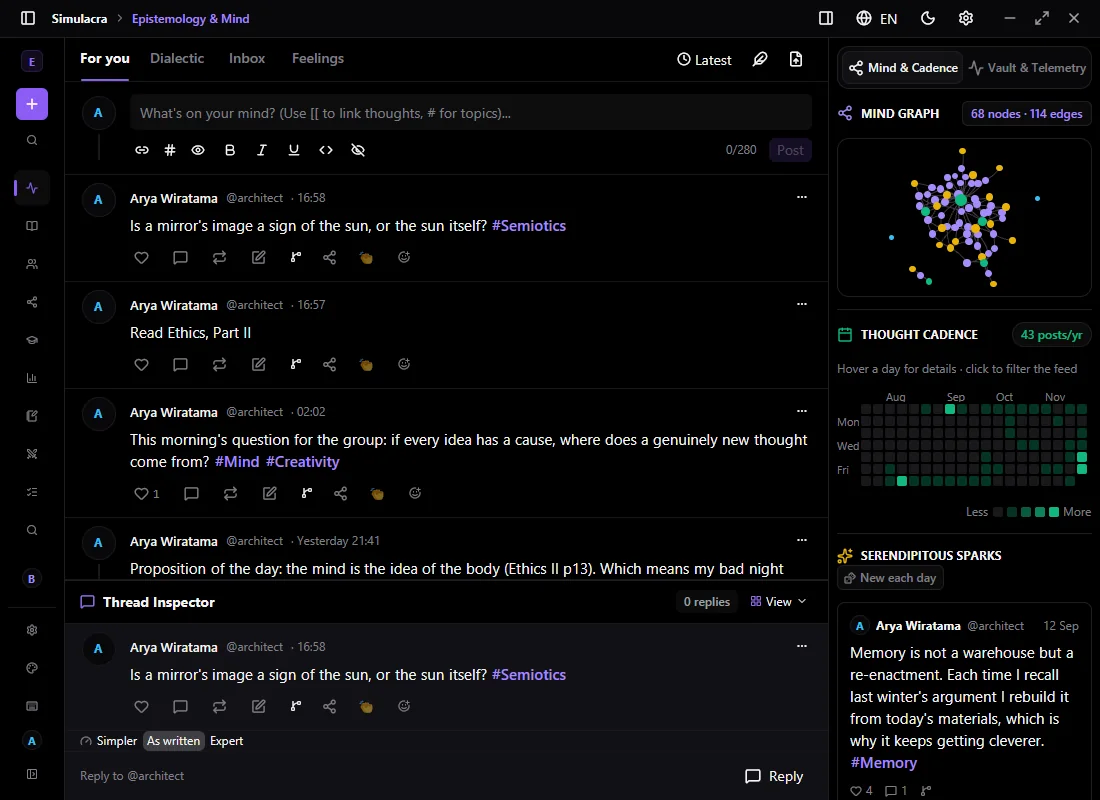 Simulacra
Epistemology & Mind
EN
E
For you
Dialectic
Inbox
Feelings
Latest
A
What's on your mind? (Use [[ to link thoughts, # for topics)...
0/280
Post
A
Arya Wiratama @architect · 16:58
Is a mirror's image a sign of the sun, or the sun itself? #Semiotics
A
Arya Wiratama @architect · 16:57
Read Ethics, Part II
A
Arya Wiratama @architect · 02:02
This morning's question for the group: if every idea has a cause, where does a genuinely new thought
come from? #Mind #Creativity
1
A
Arya Wiratama @architect · Yesterday 21:41
Proposition of the day: the mind is the idea of the body (Ethics II p13). Which means my bad night
B
A
Thread Inspector
0 replies
View
A
Arya Wiratama @architect · 16:58
Is a mirror's image a sign of the sun, or the sun itself? #Semiotics
Simpler
As written
Expert
Reply to @architect
Reply
Mind & Cadence
Vault & Telemetry
MIND GRAPH
68 nodes · 114 edges
THOUGHT CADENCE
43 posts/yr
Hover a day for details · click to filter the feed
Aug Sep Oct Nov
Mon
Wed
Fri
Less
More
SERENDIPITOUS SPARKS
New each day
A
Arya Wiratama @architect 12 Sep
Memory is not a warehouse but a
re-enactment. Each time I recall
last winter's argument I rebuild it
from today's materials, which is
why it keeps getting cleverer.
#Memory
4
1